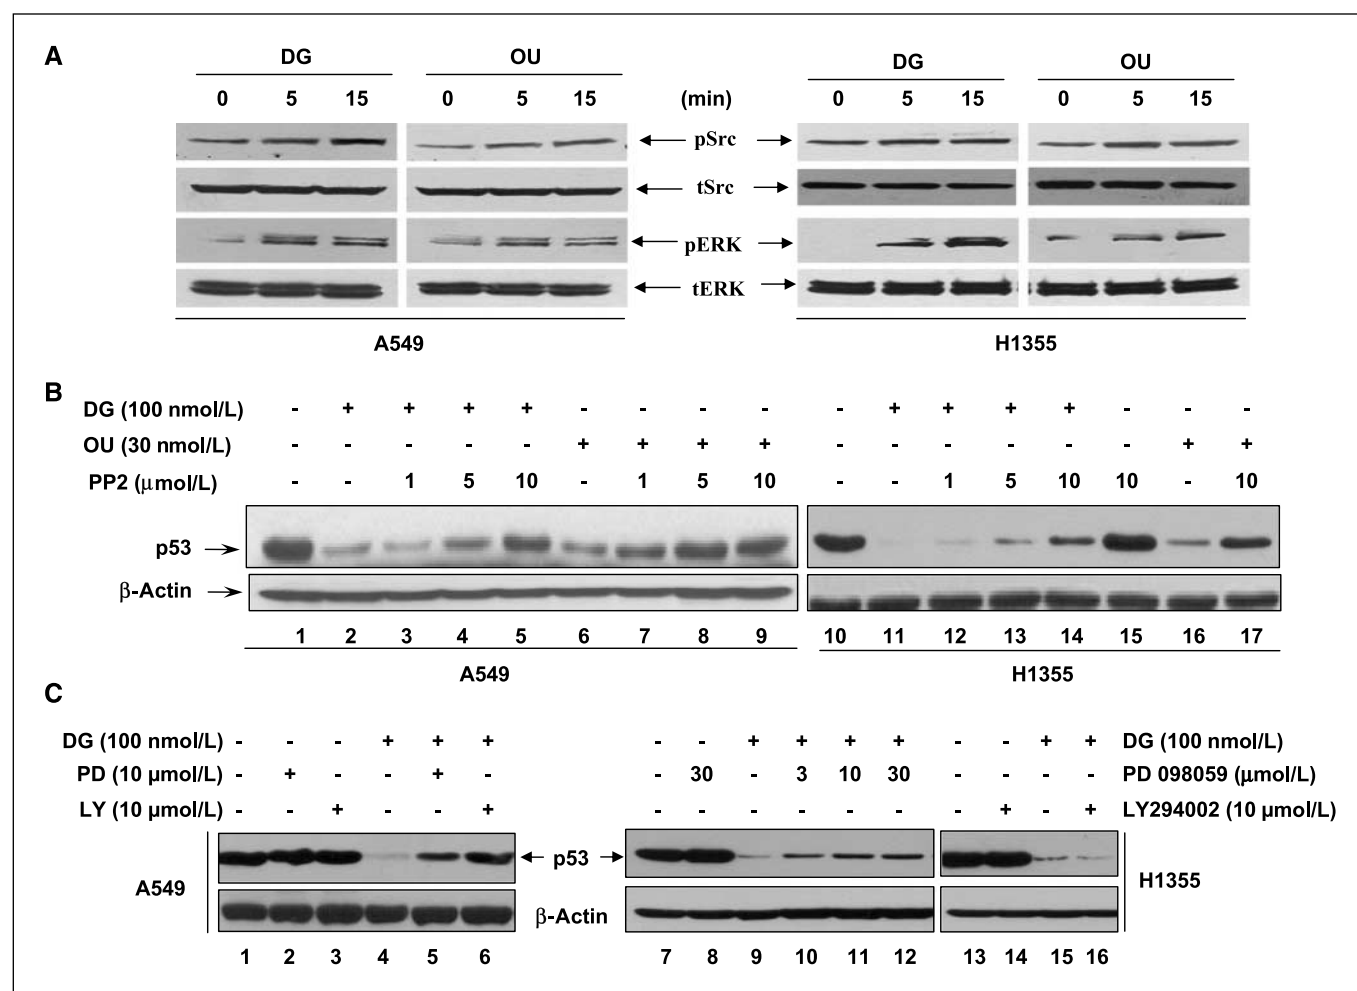 A
DG OU DG OU
0 5 15 0 5 15 (min) 0 5 15 0 5 15
pSrc
tSrc
pERK
tERK
A549 H1355
B
DG (100 nmol/L) - + + + + - - - - - + + + + - - -
OU (30 nmol/L) - - - - - + + + + - - - - - - + +
PP2 (μmol/L) - - 1 5 10 - 1 5 10 - - 1 5 10 10 - 10
p53
β-Actin
1 2 3 4 5 6 7 8 9 10 11 12 13 14 15 16 17
A549 H1355
C
DG (100 nmol/L) - - - + + + - - + + + + - - + + DG (100 nmol/L)
PD (10 µmol/L) - + - - + - - 30 - 3 10 30 - - - - PD 098059 (μmol/L)
LY (10 µmol/L) - - + - - + - - - - - - - + - + LY294002 (10 µmol/L)
p53
A549 H1355
β-Actin
1 2 3 4 5 6 7 8 9 10 11 12 13 14 15 16